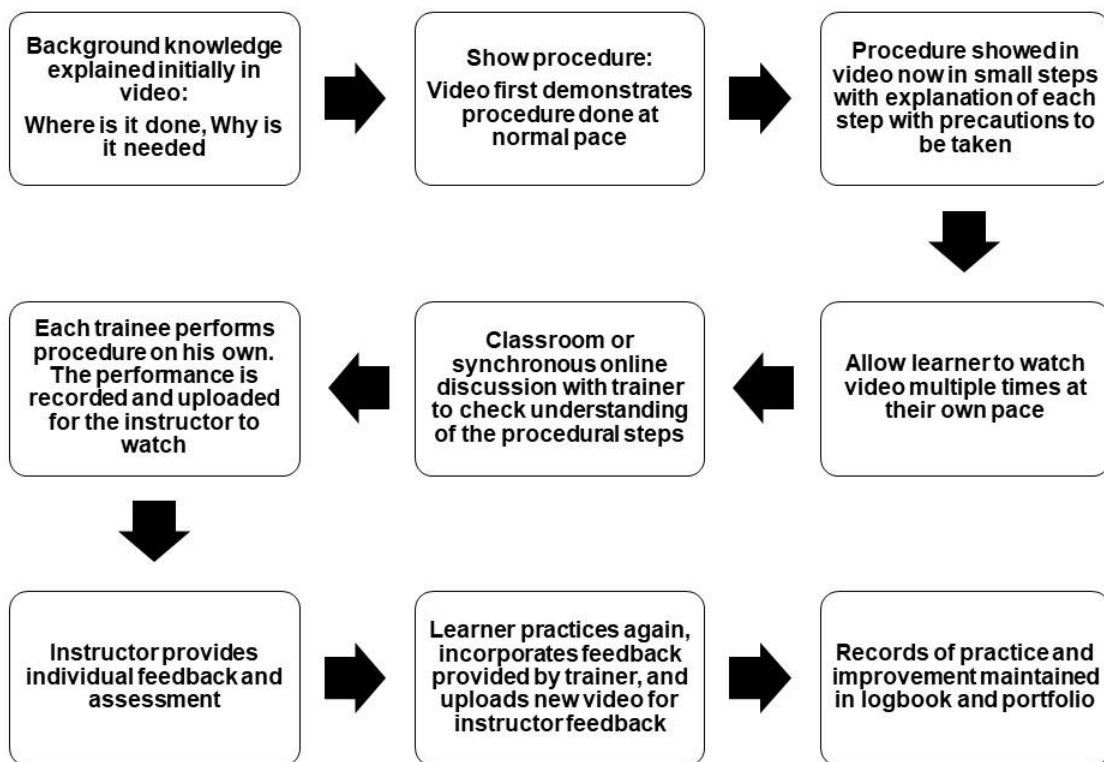 Background knowledge
explained initially in
video:
Where is it done, Why is
it needed
Show procedure:
Video first demonstrates
procedure done at
normal pace
Procedure showed in
video now in small steps
with explanation of each
step with precautions to
be taken
Allow learner to watch
video multiple times at
their own pace
Classroom or
synchronous online
discussion with trainer
to check understanding
of the procedural steps
Each trainee performs
procedure on his own.
The performance is
recorded and uploaded
for the instructor to
watch
Instructor provides
individual feedback and
assessment
Learner practices again,
incorporates feedback
provided by trainer, and
uploads new video for
instructor feedback
Records of practice and
improvement maintained
in logbook and portfolio